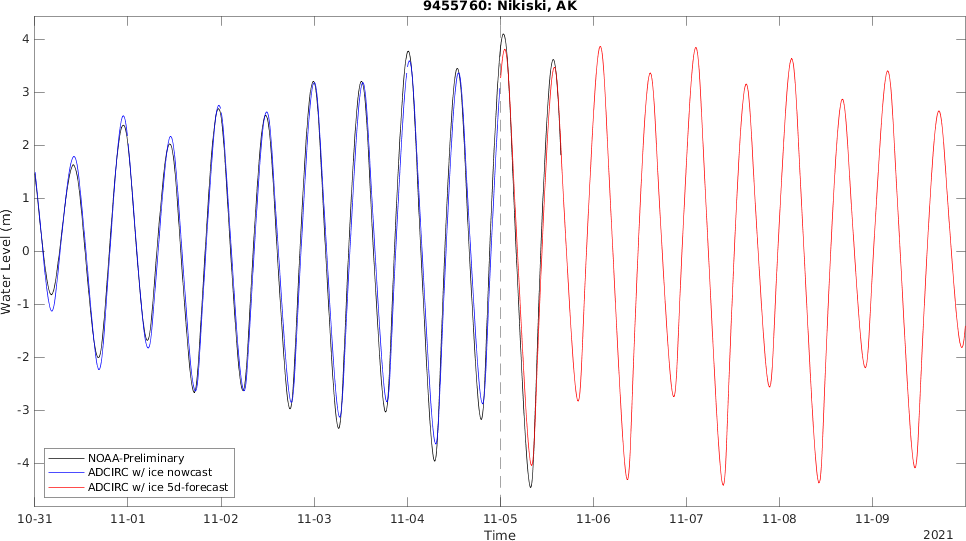 9455760: Nikiski, AK
4
3
2
1
0
-1
-2
-3
-4
Water Level (m)
NOAA-Preliminary
ADCIRC w/ ice nowcast
ADCIRC w/ ice 5d-forecast
10-31 11-01 11-02 11-03 11-04 11-05 11-06 11-07 11-08 11-09
Time
2021